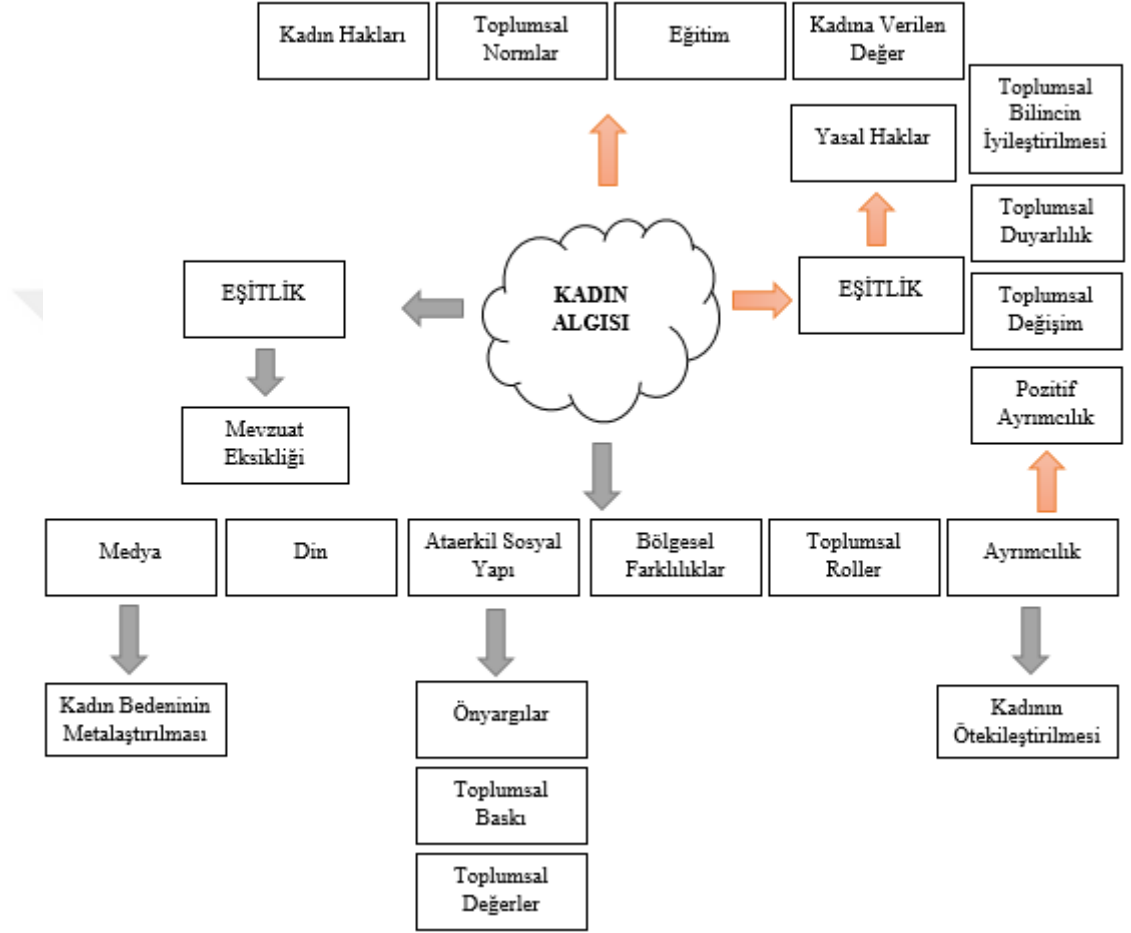 Kadın Hakları
Toplumsal
Normlar
Eğitim
Kadına Verilen
Değer
Toplumsal
Bilincin
İyileştirilmesi
Yasal Haklar
Toplumsal
Duyarlılık
EŞİTLİK
KADIN
ALGISI
EŞİTLİK
Toplumsal
Değişim
Pozitif
Ayrımcılık
Mevzuat
Eksikliği
Medya
Din
Ataerkil Sosyal
Yapı
Bölgesel
Farklılıklar
Toplumsal
Roller
Ayrımcılık
Kadın Bedeninin
Metalaştırılması
Önyargılar
Kadının
Ötekileştirilmesi
Toplumsal
Baskı
Toplumsal
Değerler